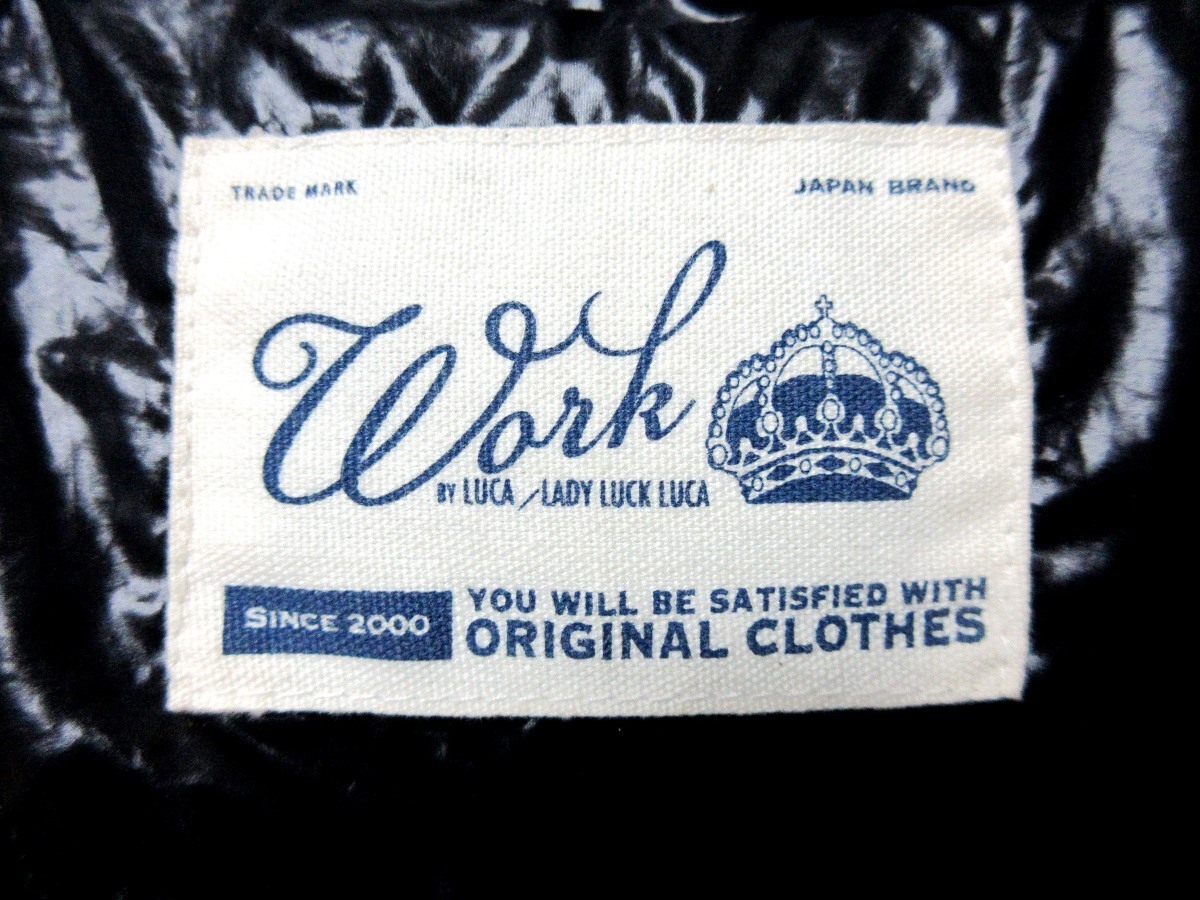 TRADE MARK
JAPAN BRAND
Work
BY LUCA / LADY LUCK LUCA
SINCE 2000
YOU WILL BE SATISFIED WITH
ORIGINAL CLOTHES